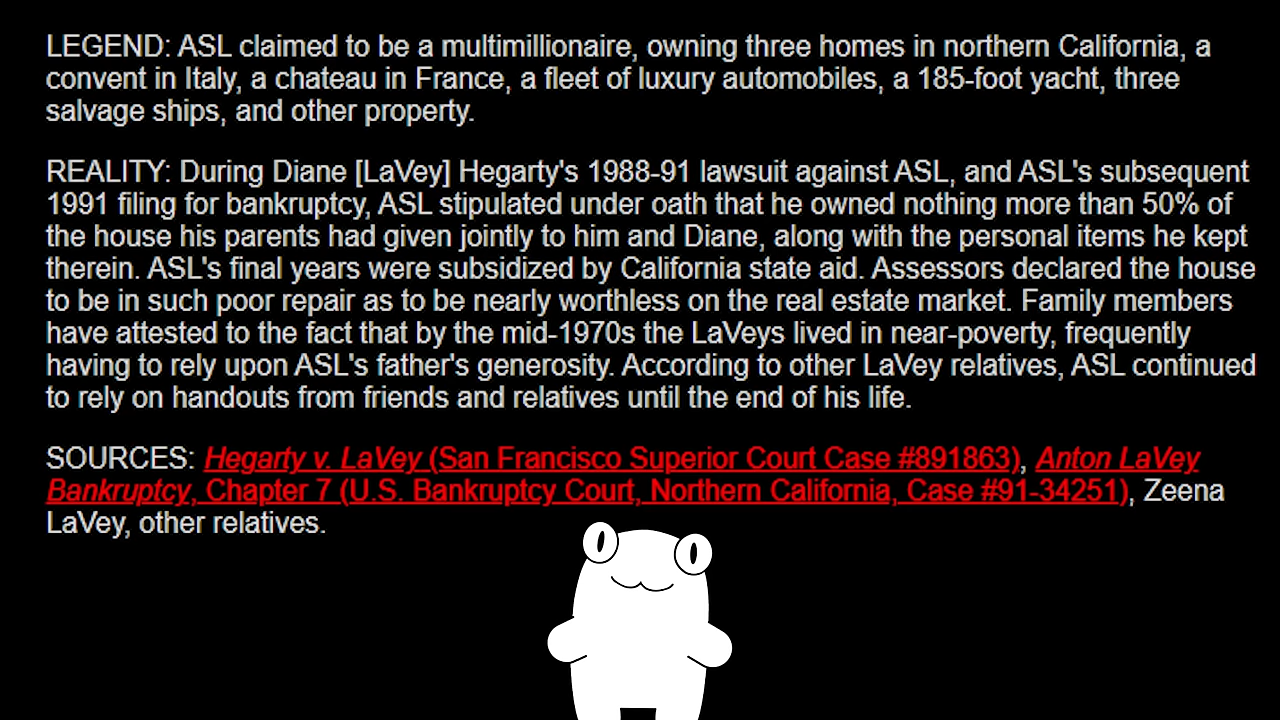 LEGEND: ASL claimed to be a multimillionaire, owning three homes in northern California, a
convent in Italy, a chateau in France, a fleet of luxury automobiles, a 185-foot yacht, three
salvage ships, and other property.
REALITY: During Diane [LaVey] Hegarty's 1988-91 lawsuit against ASL, and ASL's subsequent
1991 filing for bankruptcy, ASL stipulated under oath that he owned nothing more than 50% of
the house his parents had given jointly to him and Diane, along with the personal items he kept
therein. ASL's final years were subsidized by California state aid. Assessors declared the house
to be in such poor repair as to be nearly worthless on the real estate market. Family members
have attested to the fact that by the mid-1970s the LaVeys lived in near-poverty, frequently
having to rely upon ASL's father's generosity. According to other LaVey relatives, ASL continued
to rely on handouts from friends and relatives until the end of his life.
SOURCES: Hegarty v. LaVey (San Francisco Superior Court Case #891863), Anton LaVey
Bankruptcy, Chapter 7 (U.S. Bankruptcy Court, Northern California, Case #91-34251), Zeena
LaVey, other relatives.